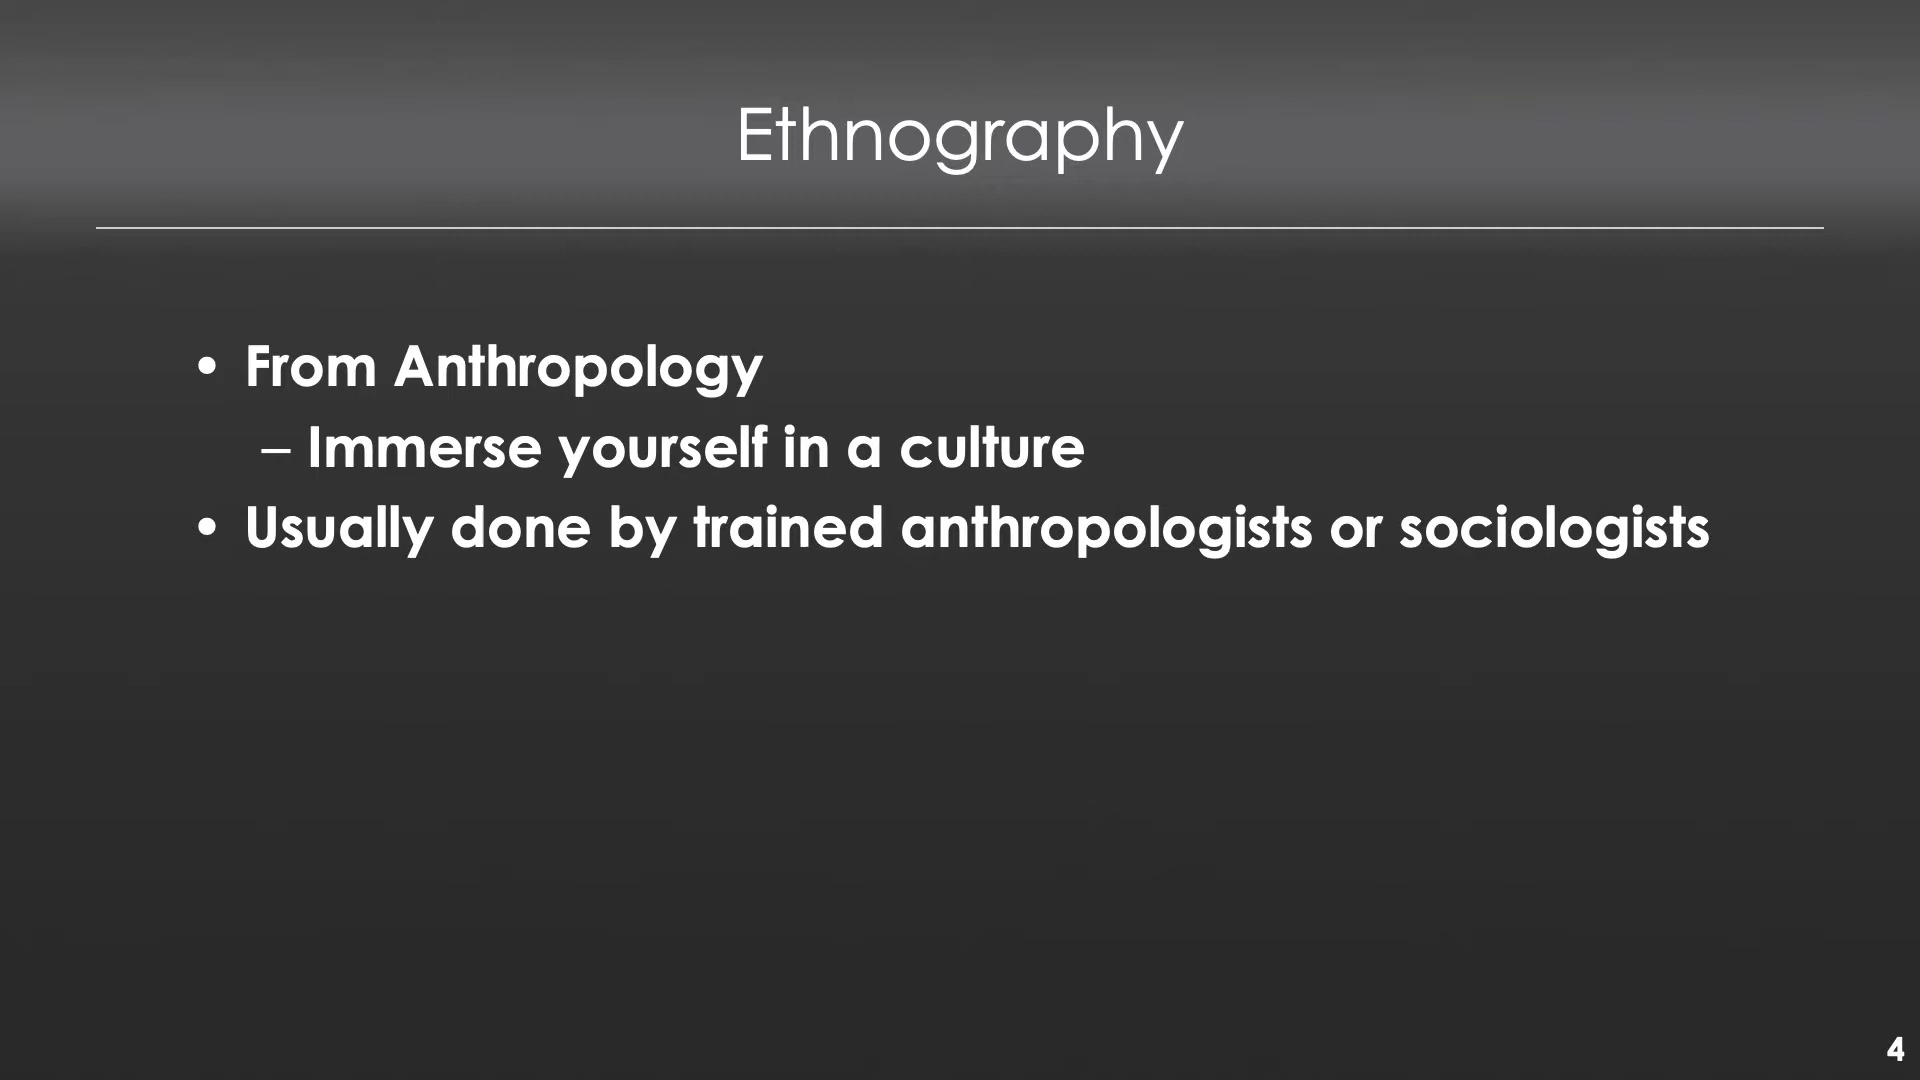 Ethnography
• From Anthropology
– Immerse yourself in a culture
• Usually done by trained anthropologists or sociologists
4